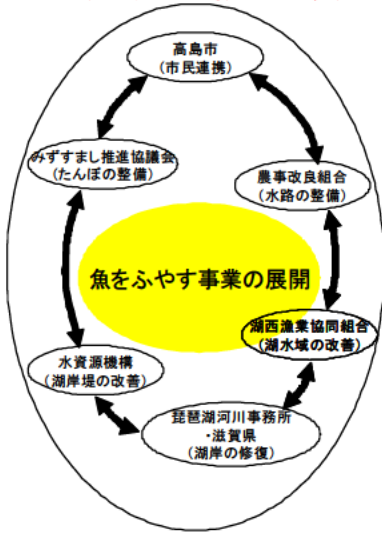 高島市
(市民連携)
みずすまし推進協議会
(たんぼの整備)
農事改良組合
(水路の整備)
魚をふやす事業の展開
湖西漁業協同組合
(湖水域の改善)
水資源機構
(湖岸堤の改善)
琵琶湖河川事務所
・滋賀県
(湖岸の修復)